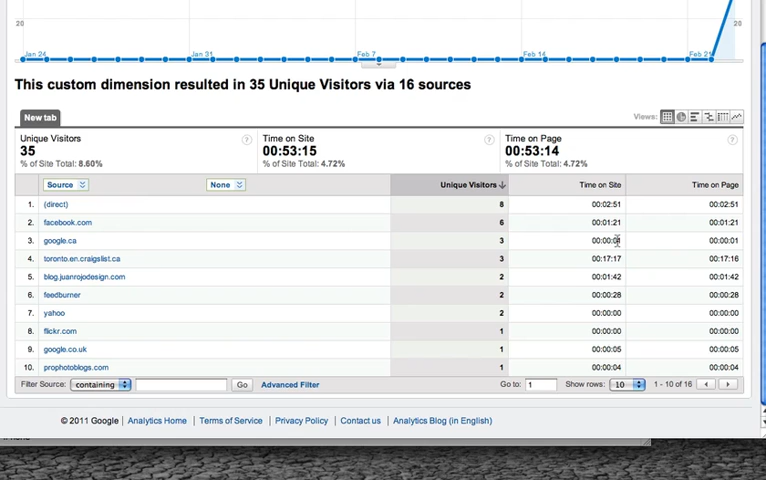 20
20
Jan 24 Jan 31 Feb 7 Feb 14 Feb 21
This custom dimension resulted in 35 Unique Visitors via 16 sources
New tab
Views:
Unique Visitors ? Time on Site ? Time on Page ?
35 00:53:15 00:53:14
% of Site Total: 8.60% % of Site Total: 4.72% % of Site Total: 4.72%
Source None Unique Visitors Time on Site Time on Page
1. (direct) 8 00:02:51 00:02:51
2. facebook.com 6 00:01:21 00:01:21
3. google.ca 3 00:00:01
4. toronto.en.craigslist.ca 3 00:17:17 00:17:16
5. blog.juanrojodesign.com 2 00:01:42 00:01:42
6. feedburner 2 00:00:28 00:00:28
7. yahoo 2 00:00:00 00:00:00
8. flickr.com 1 00:00:00 00:00:00
9. google.co.uk 1 00:00:05 00:00:05
10. prophotoblogs.com 1 00:00:04 00:00:04
Filter Source: containing Go Advanced Filter Go to: 1 Show rows: 10 1 - 10 of 16
© 2011 Google | Analytics Home | Terms of Service | Privacy Policy | Contact us | Analytics Blog (in English)